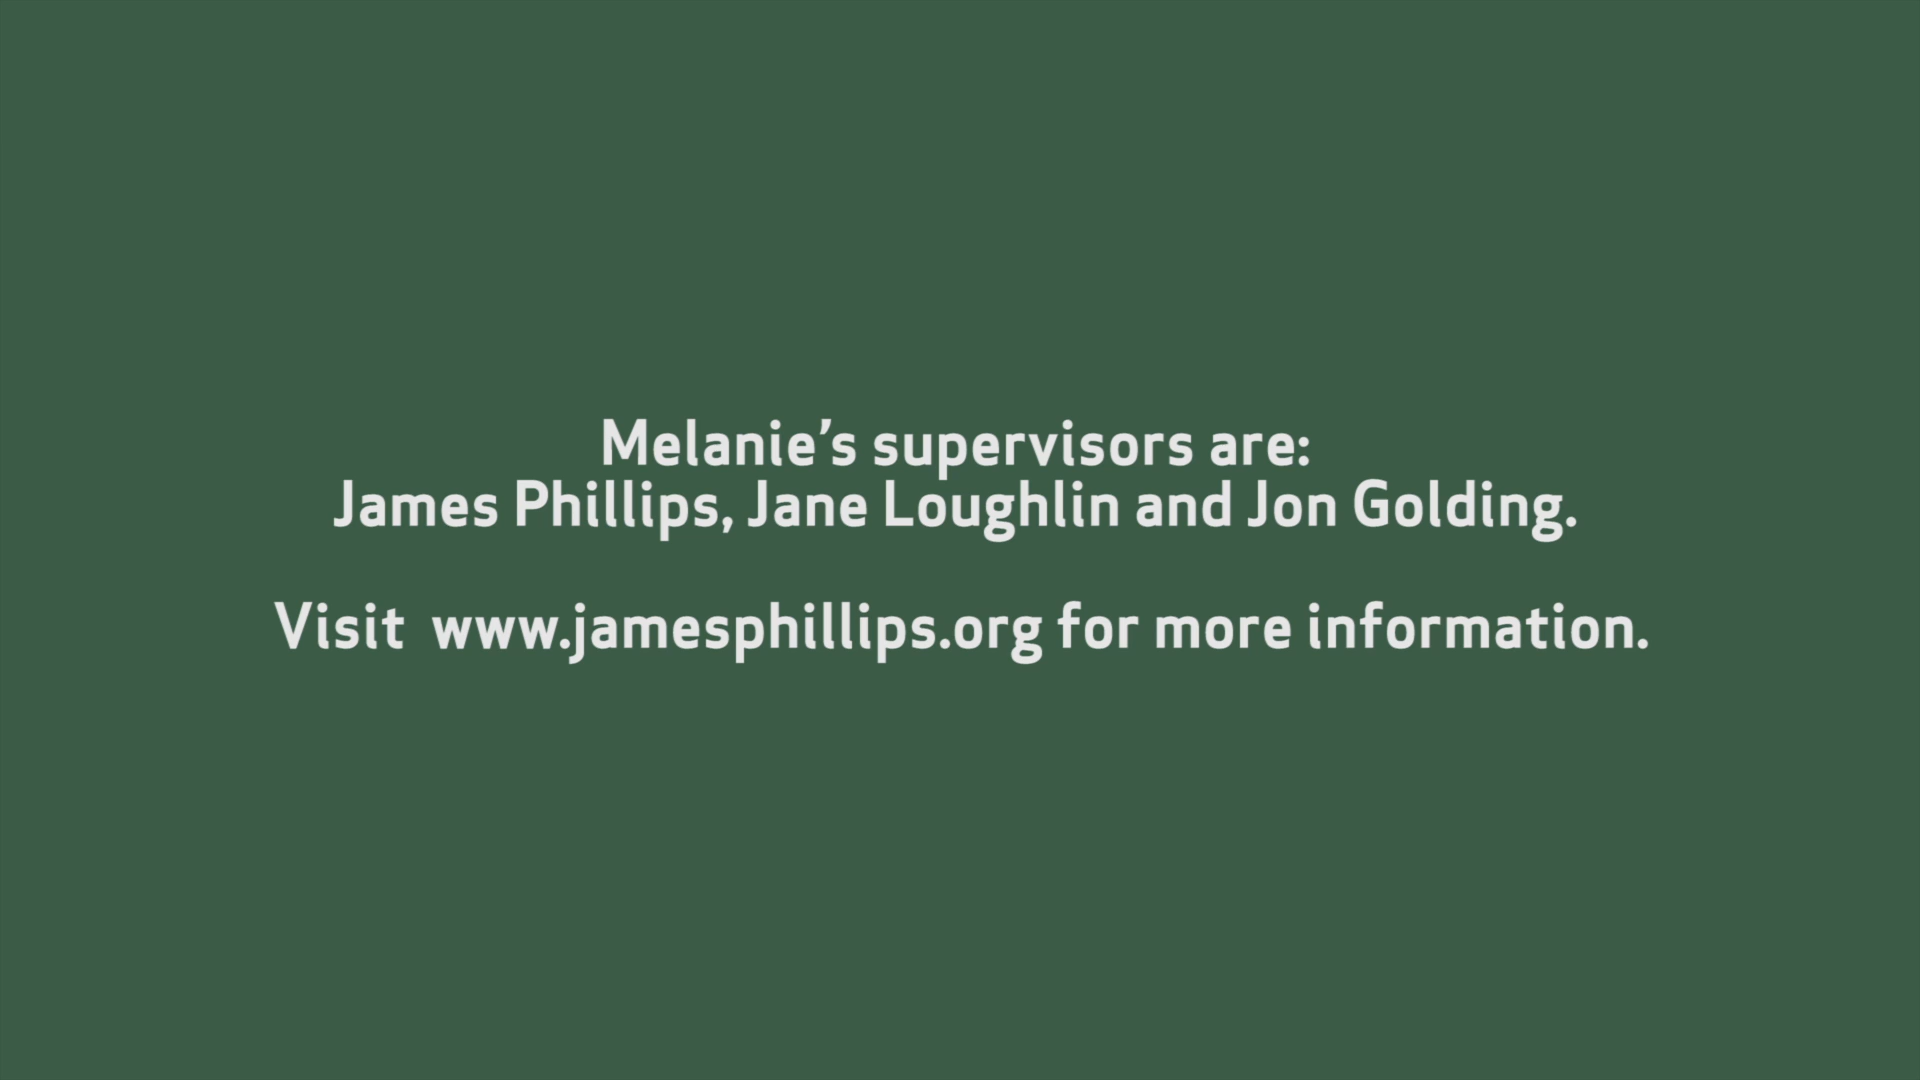 Melanie’s supervisors are:
James Phillips, Jane Loughlin and Jon Golding.
Visit  www.jamesphillips.org for more information.